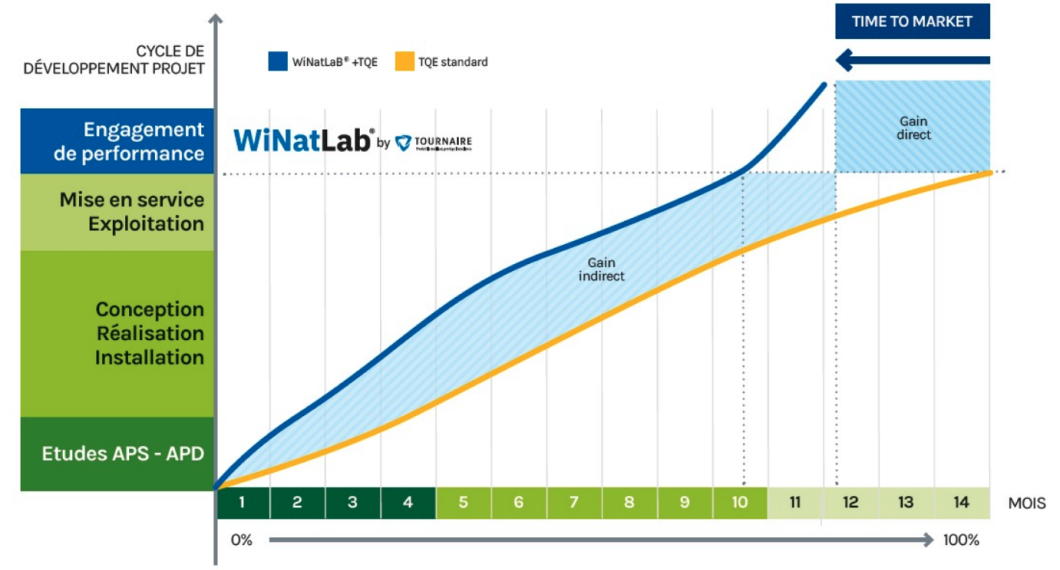 TIME TO MARKET
CYCLE DE
DÉVELOPPEMENT PROJET
WiNatLaB® +TQE
TQE standard
Engagement
de performance
WiNatLab® by TOURNAIRE
Gain
direct
Mise en service
Exploitation
Gain
indirect
Conception
Réalisation
Installation
Etudes APS - APD
1 2 3 4 5 6 7 8 9 10 11 12 13 14 MOIS
0% 100%